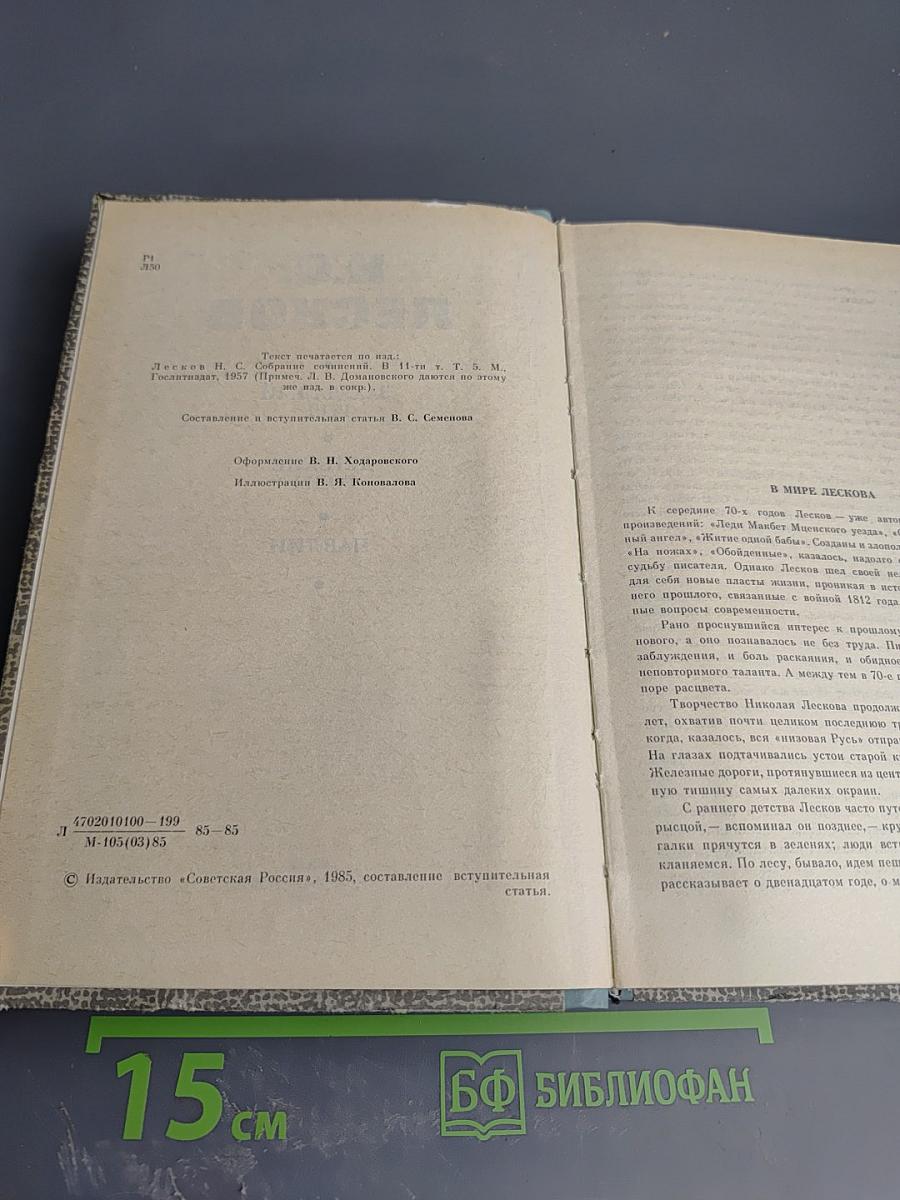 Р1
Л50
Текст печатается по изд.:
Лесков Н. С. Собрание сочинений. В 11-ти т. Т. 5. М.,
Гослитиздат, 1957 (Примеч. Л. В. Домановского даются по этому
же изд. в сокр.).
Составление и вступительная статья В. С. Семенова
Оформление В. Н. Ходаровского
Иллюстрации В. Я. Коновалова
Л 4702010100—199
М-105(03)85
85—85
© Издательство «Советская Россия», 1985, составление вступительная
статья.
В МИРЕ ЛЕСКОВА
К середине 70-х годов Лесков — уже авто
произведений: «Леди Макбет Мценского уезда»,
ный ангел», «Житие одной бабы». Созданы и злопол
«На ножах», «Обойденные», казалось, надолго
судьбу писателя. Однако Лесков шел своей
для себя новые пласты жизни, проникая в ист
него прошлого, связанные с войной 1812 года
ные вопросы современности.
Рано проснувшийся интерес к прошлому
нового, а оно познавалось не без труда.
заблуждения, и боль раскаяния, и обидное
неповторимого таланта. А между тем в 70-е
поре расцвета.
Творчество Николая Лескова продолж
лет, охватив почти целиком последнюю тр
когда, казалось, вся «низовая Русь» отпра
На глазах подтачивались устои старой
Железные дороги, протянувшиеся из цент
ную тишину самых далеких окраин.
С раннего детства Лесков часто пут
рысцой,— вспоминал он позднее,— кру
галки прячутся в зеленях; люди вст
кланяемся. По лесу, бывало, идем пеш
рассказывает о двенадцатом годе, о м
15 см
БФ БИБЛИОФАН